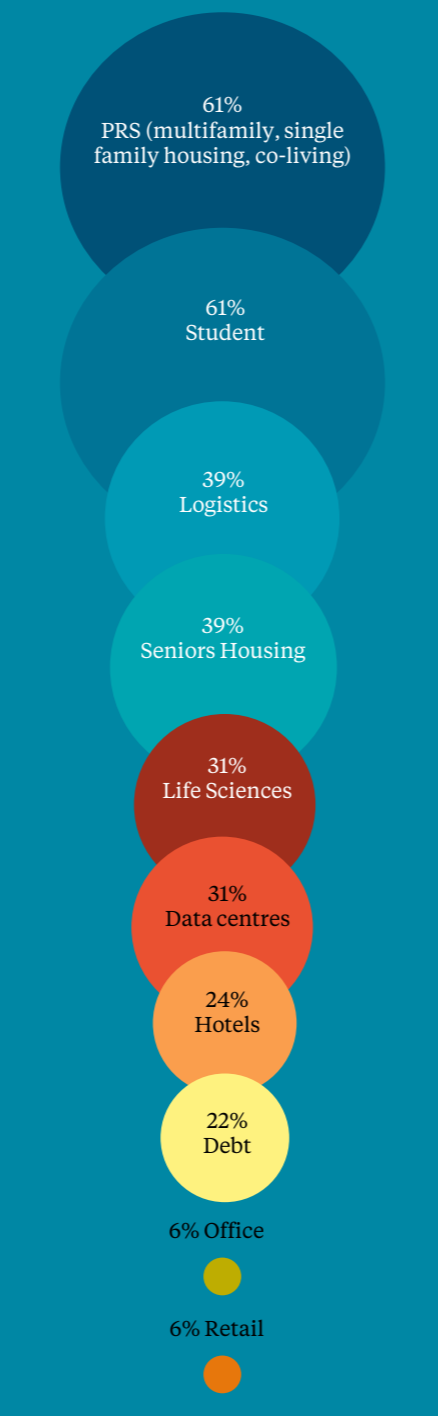 61%
PRS (multifamily, single
family housing, co-living)
61%
Student
39%
Logistics
39%
Seniors Housing
31%
Life Sciences
31%
Data centres
24%
Hotels
22%
Debt
6% Office
6% Retail